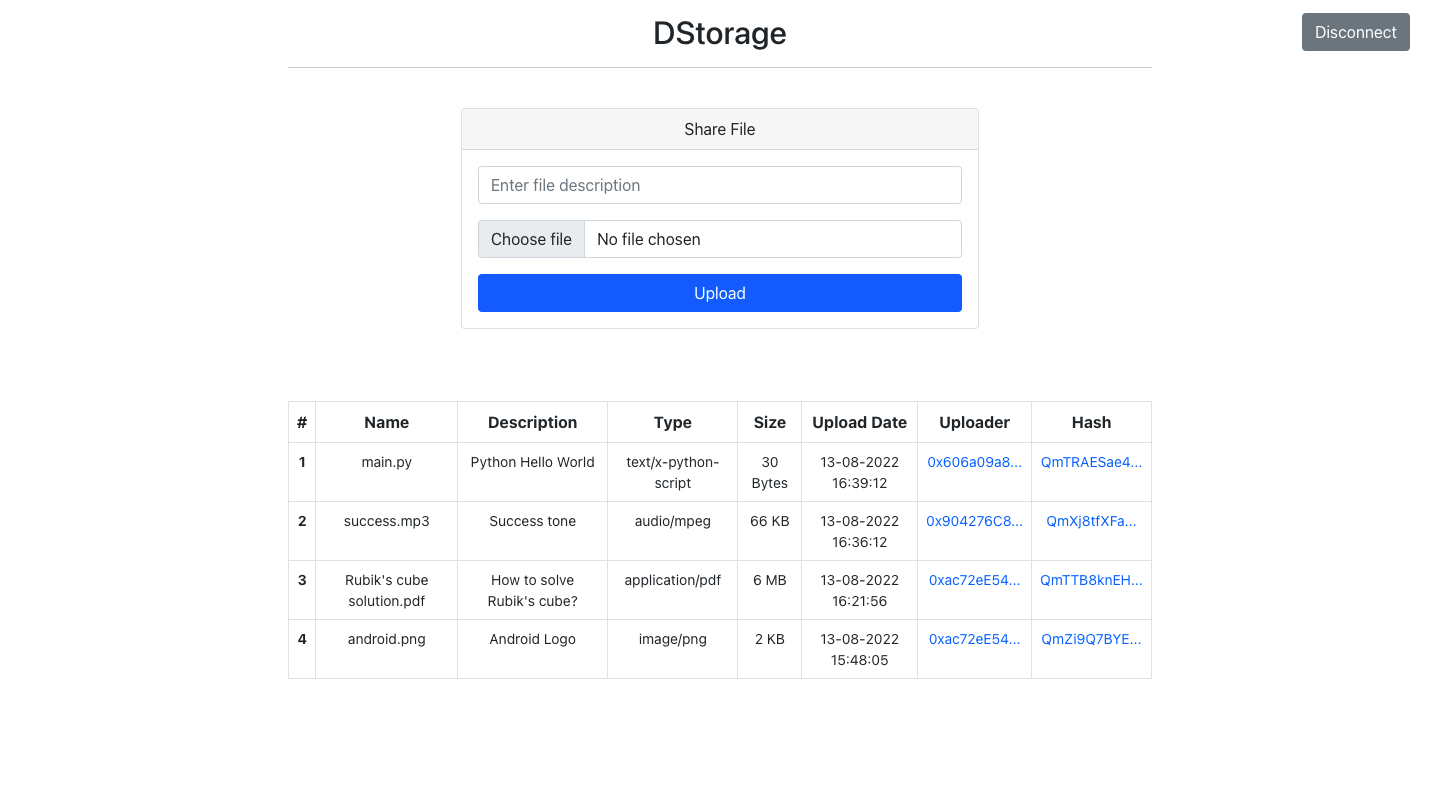 DStorage
Disconnect
Share File
Enter file description
Choose file No file chosen
Upload
# Name Description Type Size Upload Date Uploader Hash
1 main.py Python Hello World text/x-python- 30 13-08-2022 0x606a09a8... QmTRAESae4...
script Bytes 16:39:12
2 success.mp3 Success tone audio/mpeg 66 KB 13-08-2022 0x904276C8... QmXj8tfXFa...
16:36:12
3 Rubik's cube How to solve application/pdf 6 MB 13-08-2022 0xac72eE54... QmTTB8knEH...
solution.pdf Rubik's cube? 16:21:56
4 android.png Android Logo image/png 2 KB 13-08-2022 0xac72eE54... QmZi9Q7BYE...
15:48:05